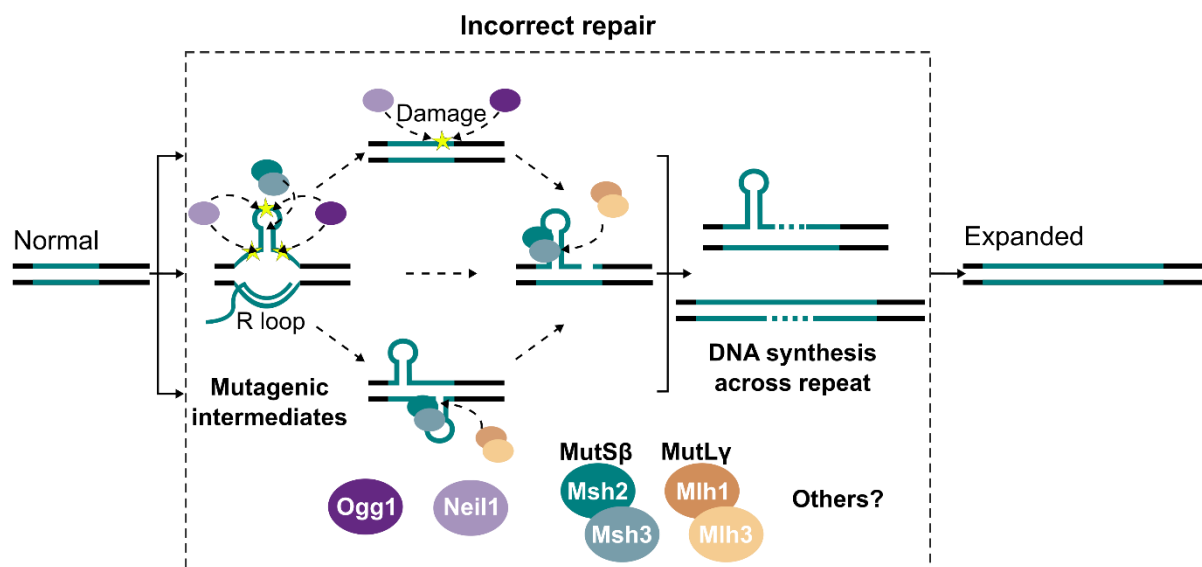 Incorrect repair
Damage
Normal
R loop
Mutagenic
intermediates
Expanded
DNA synthesis
across repeat
MutSβ
MutLγ
Ogg1
Neil1
Msh2
Msh3
Mlh1
Mlh3
Others?